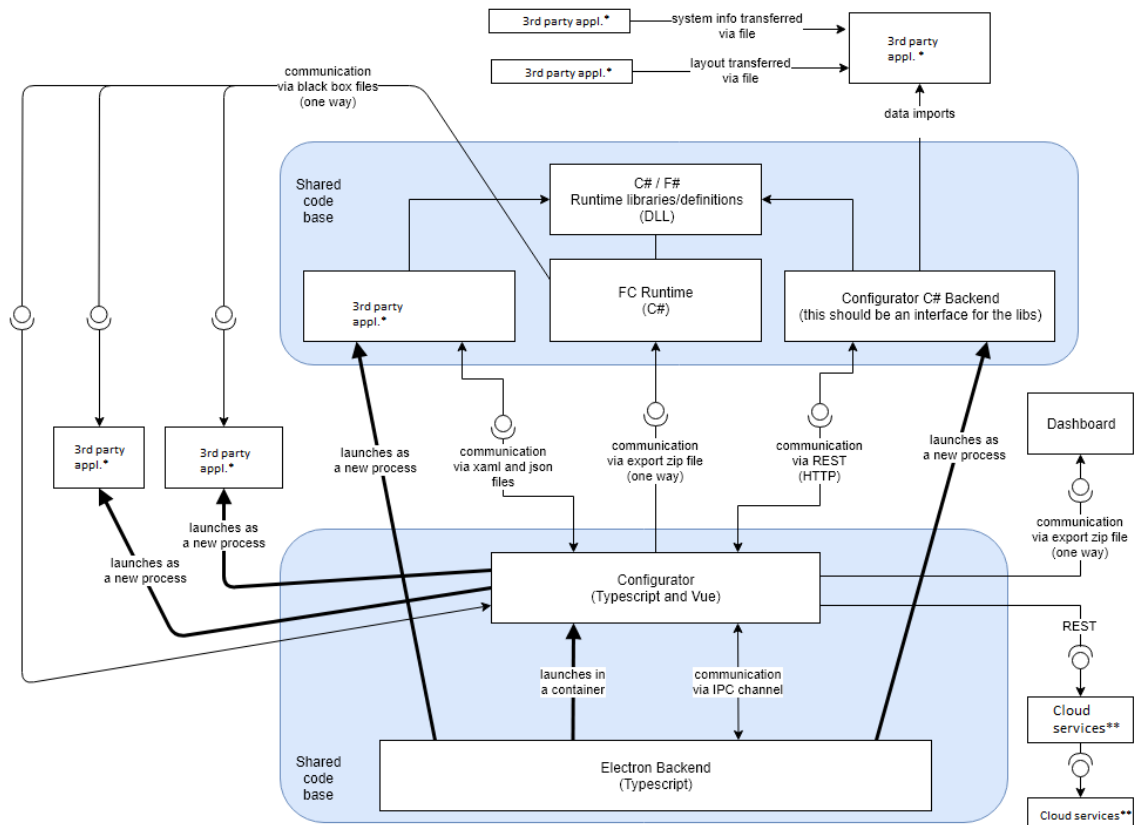 3rd party appl.*
system info transferred
via file
3rd party
appl. *
3rd party appl.*
layout transferred
via file
communication
via black box files
(one way)
data imports
Shared
code
base
C# / F#
Runtime libraries/definitions
(DLL)
3rd party
appl.*
FC Runtime
(C#)
Configurator C# Backend
(this should be an interface for the libs)
3rd party
appl.*
3rd party
appl.*
launches as
a new process
communication
via xaml and json
files
communication
via export zip file
(one way)
communication
via REST
(HTTP)
launches as
a new process
Dashboard
launches as
a new process
launches as
a new process
communication
via export zip file
(one way)
Configurator
(Typescript and Vue)
REST
launches in
a container
communication
via IPC channel
Cloud
services**
Shared
code
base
Electron Backend
(Typescript)
Cloud services**